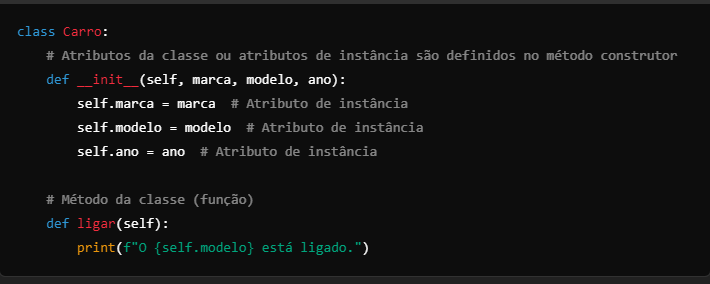 class Carro:
    # Atributos da classe ou atributos de instância são definidos no método construtor
    def __init__(self, marca, modelo, ano):
        self.marca = marca  # Atributo de instância
        self.modelo = modelo  # Atributo de instância
        self.ano = ano  # Atributo de instância

    # Método da classe (função)
    def ligar(self):
        print(f"O {self.modelo} está ligado.")